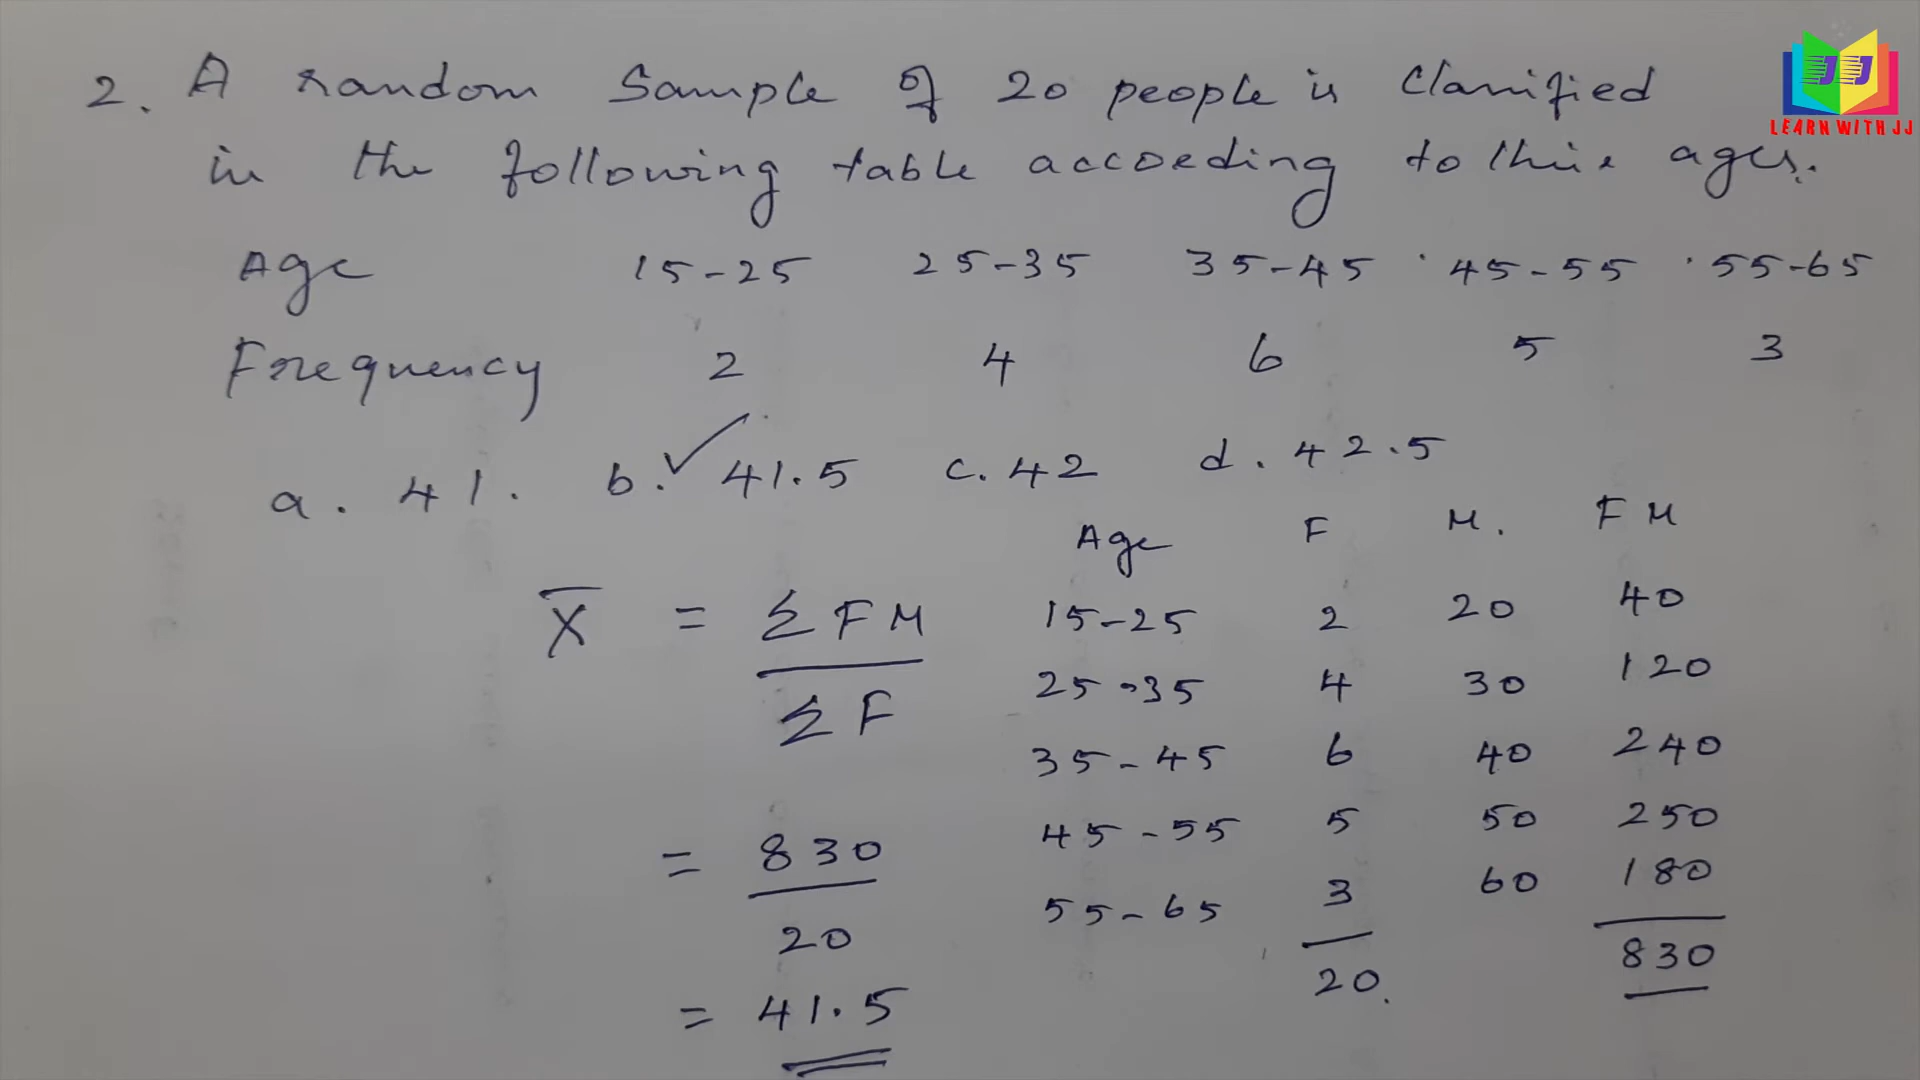 2. A random Sample of 20 people is Classified
in the following table according to their ages.
Age 15-25 25-35 35-45 45-55 55-65
Frequency 2 4 6 5 3
a. 41. b. ✓ 41.5 c. 42 d. 42.5
X̅ = ΣFM / ΣF
= 830 / 20
= 41.5
Age F M. FM
15-25 2 20 40
25-35 4 30 120
35-45 6 40 240
45-55 5 50 250
55-65 3 60 180
20. 830
JJ
LEARN WITH JJ